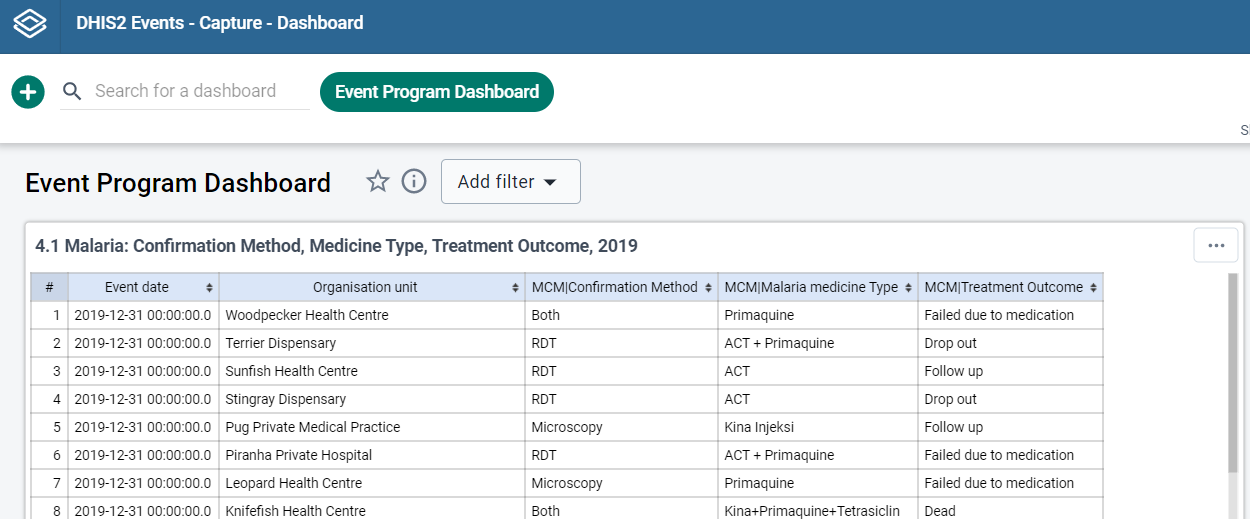 DHIS2 Events - Capture - Dashboard
Search for a dashboard Event Program Dashboard
Event Program Dashboard Add filter
4.1 Malaria: Confirmation Method, Medicine Type, Treatment Outcome, 2019
# Event date Organisation unit MCM|Confirmation Method MCM|Malaria medicine Type MCM|Treatment Outcome
1 2019-12-31 00:00:00.0 Woodpecker Health Centre Both Primaquine Failed due to medication
2 2019-12-31 00:00:00.0 Terrier Dispensary RDT ACT + Primaquine Drop out
3 2019-12-31 00:00:00.0 Sunfish Health Centre RDT ACT Follow up
4 2019-12-31 00:00:00.0 Stingray Dispensary RDT ACT Drop out
5 2019-12-31 00:00:00.0 Pug Private Medical Practice Microscopy Kina Injeksi Follow up
6 2019-12-31 00:00:00.0 Piranha Private Hospital RDT ACT + Primaquine Failed due to medication
7 2019-12-31 00:00:00.0 Leopard Health Centre Microscopy Primaquine Failed due to medication
8 2019-12-31 00:00:00.0 Knifefish Health Centre Both Kina+Primaquine+Tetrasiclin Dead